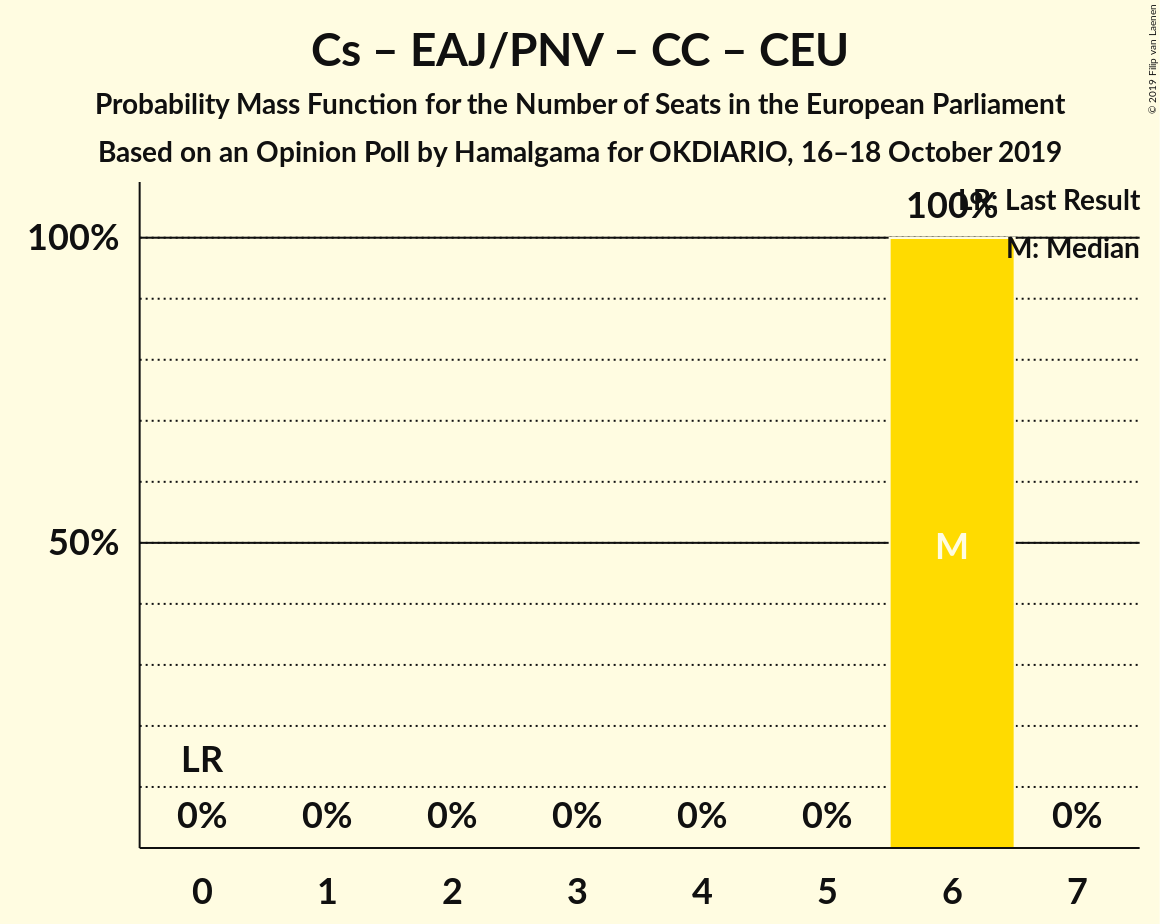 Cs – EAJ/PNV – CC – CEU
Probability Mass Function for the Number of Seats in the European Parliament
Based on an Opinion Poll by Hamalgama for OKDIARIO, 16–18 October 2019
© 2019 Filip van Laenen
LR: Last Result
M: Median
100%
100%
50%
M
LR
0% 0% 0% 0% 0% 0% 0%
0 1 2 3 4 5 6 7